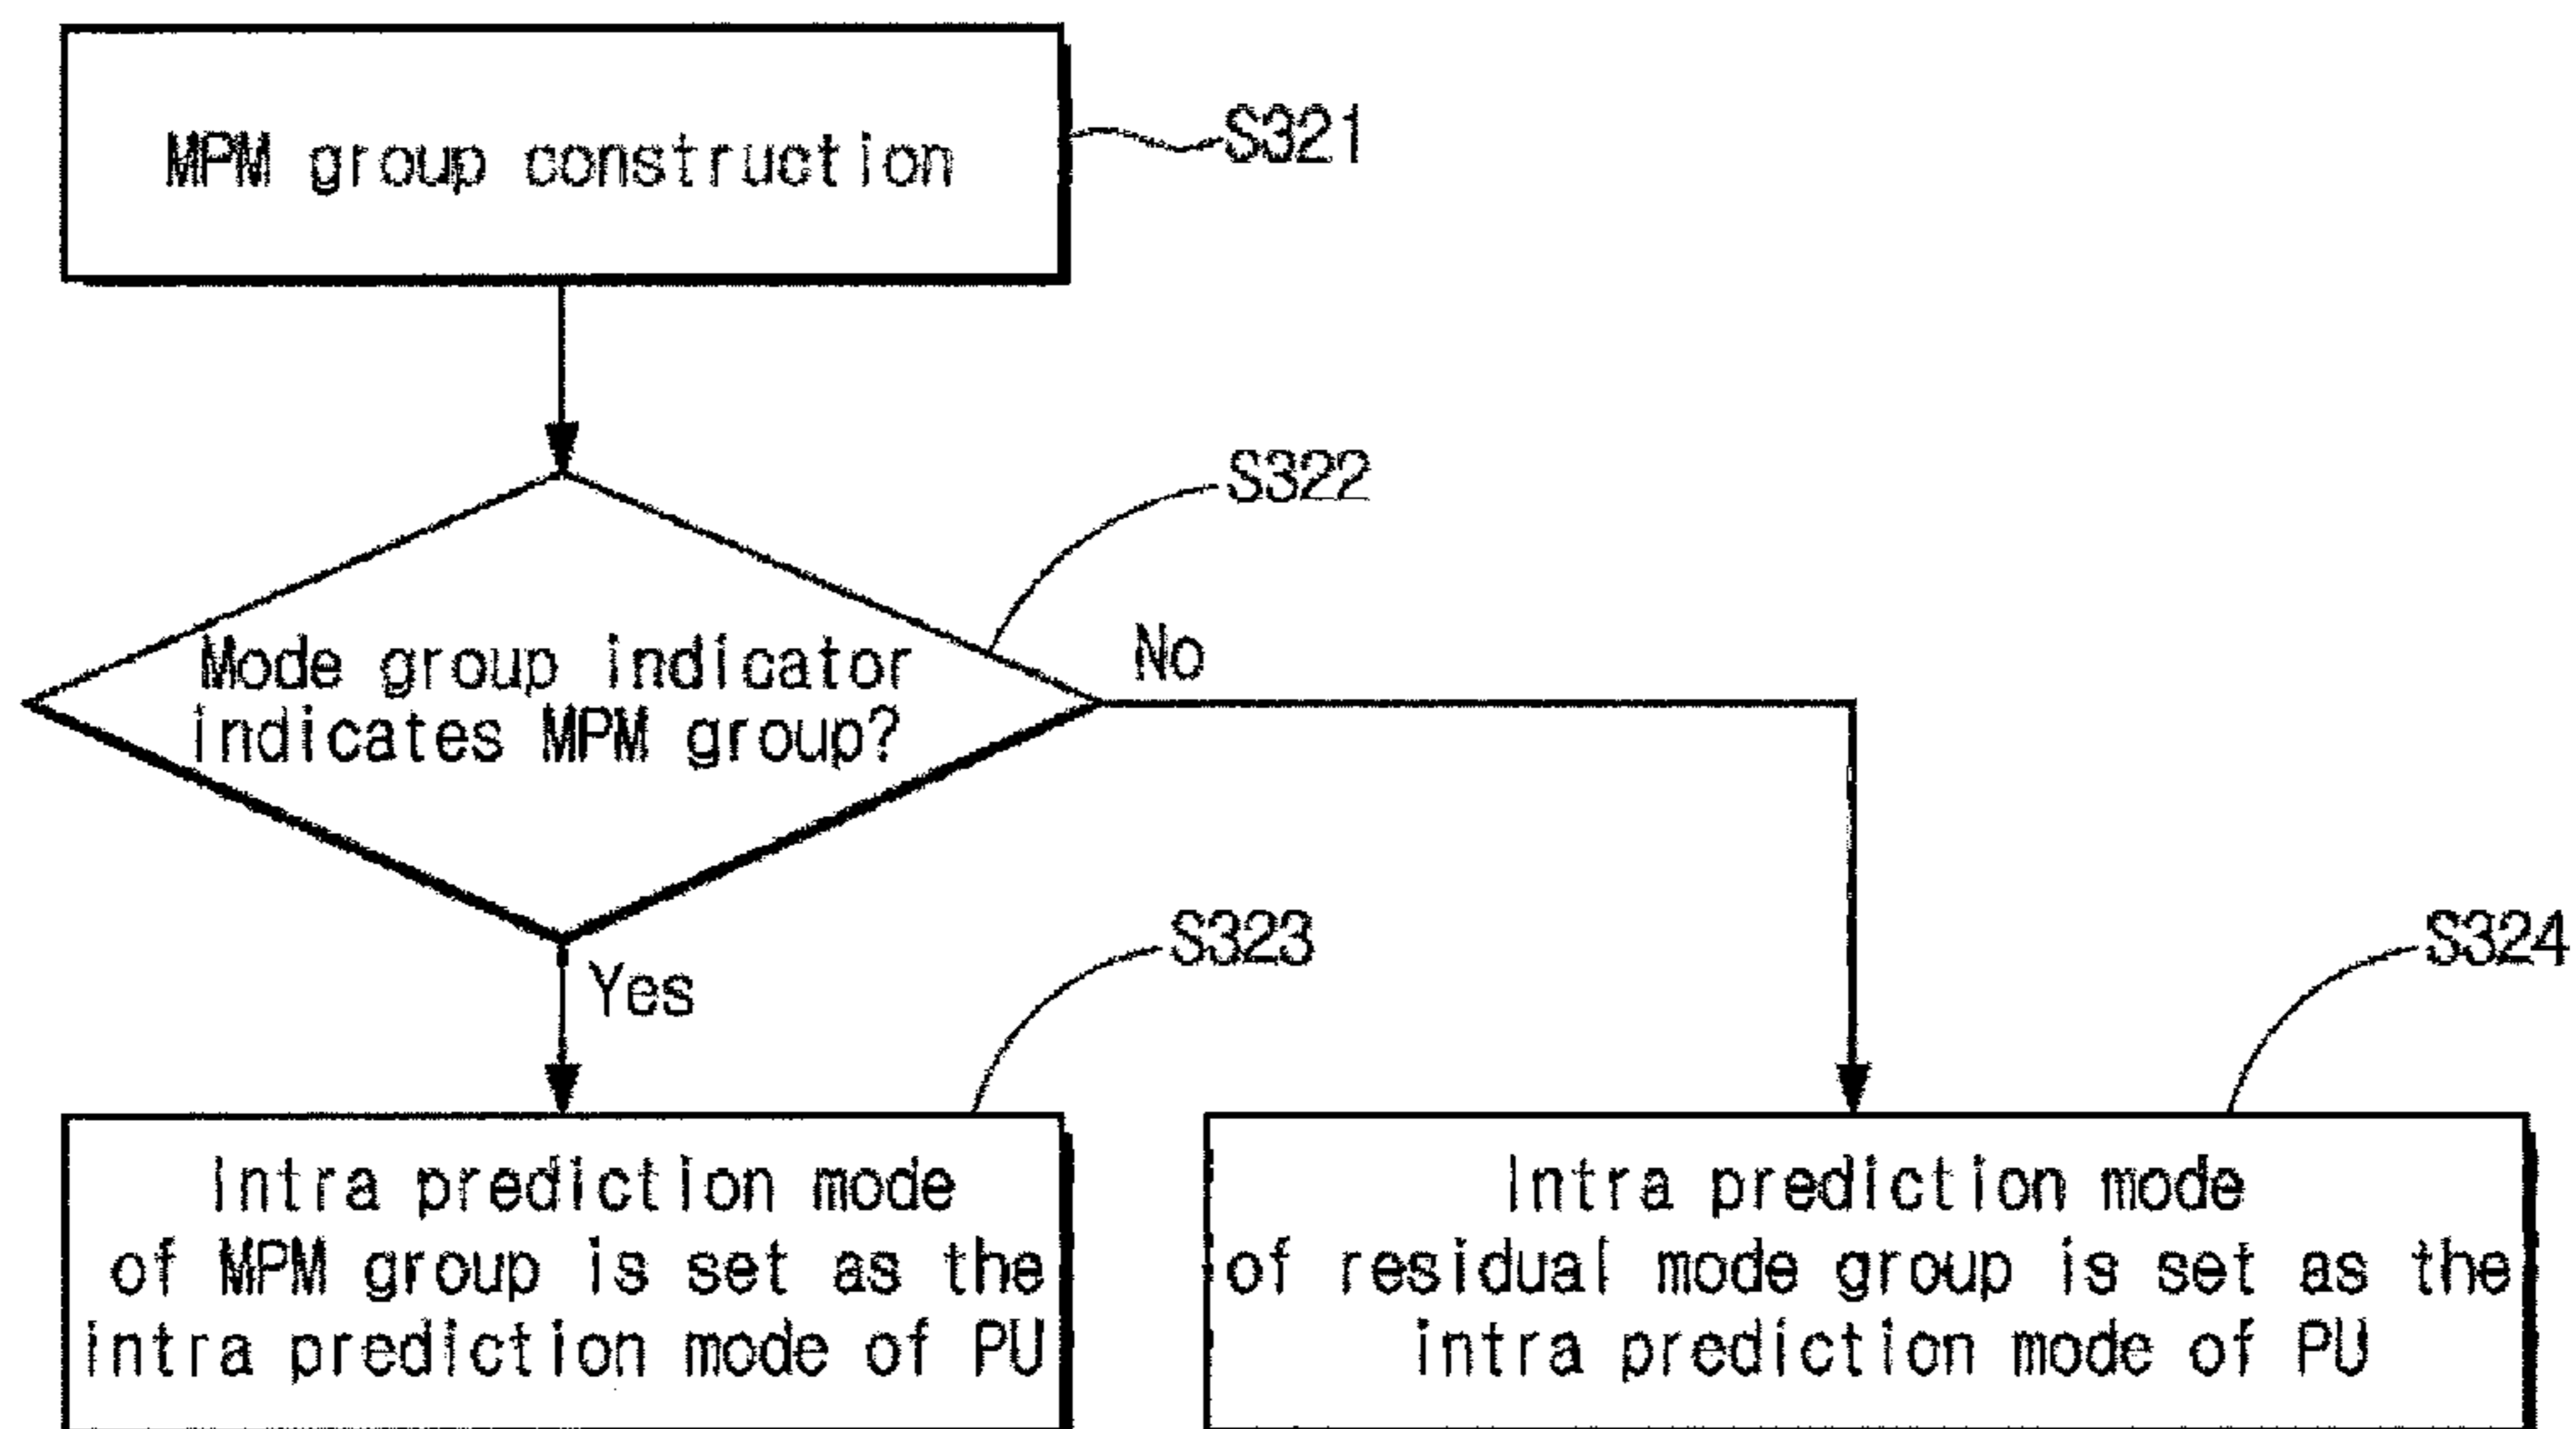 MPM group construction
S321
S322
Mode group indicator
indicates MPM group?
No
Yes
S323
S324
Intra prediction mode
of MPM group is set as the
intra prediction mode of PU
Intra prediction mode
of residual mode group is set as the
intra prediction mode of PU